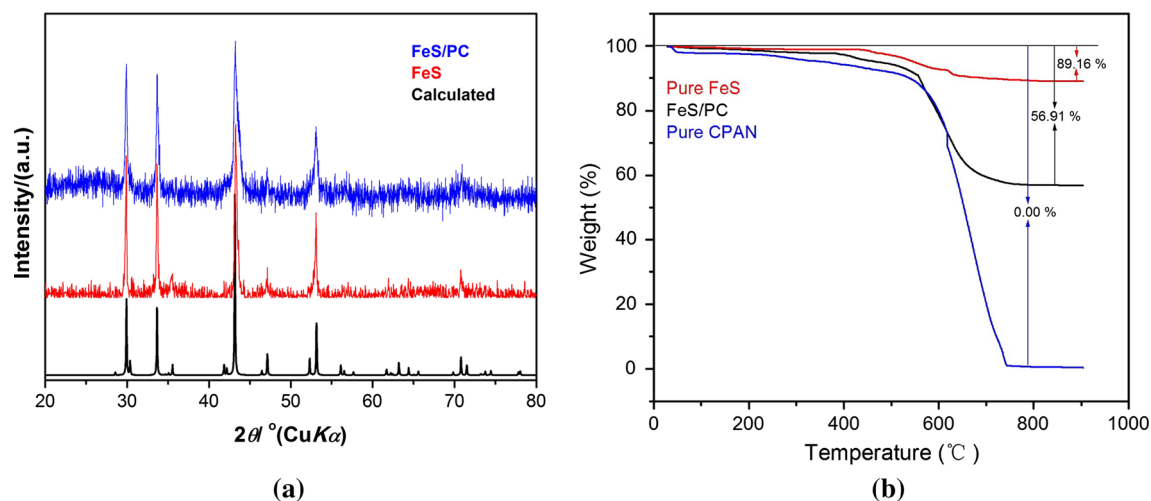 FeS/PC
FeS
Calculated
Intensity/(a.u.)
20 30 40 50 60 70 80
2θ/°(CuKα)
(a)
100
80
60
40
20
0
Weight (%)
Pure FeS
FeS/PC
Pure CPAN
89.16 %
56.91 %
0.00 %
0 200 400 600 800 1000
Temperature (℃)
(b)